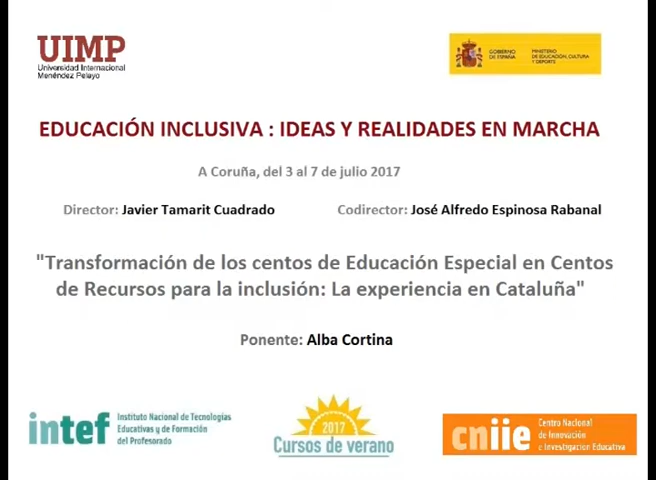 UIMP
Universidad Internacional
Menéndez Pelayo
GOBIERNO
DE ESPAÑA
MINISTERIO
DE EDUCACIÓN, CULTURA
Y DEPORTE
EDUCACIÓN INCLUSIVA : IDEAS Y REALIDADES EN MARCHA
A Coruña, del 3 al 7 de julio 2017
Director: Javier Tamarit Cuadrado
Codirector: José Alfredo Espinosa Rabanal
"Transformación de los centos de Educación Especial en Centos
de Recursos para la inclusión: La experiencia en Cataluña"
Ponente: Alba Cortina
intef
Instituto Nacional de Tecnologías
Educativas y de Formación
del Profesorado
2017
Cursos de verano
cniie
Centro Nacional
de Innovación
e Investigación Educativa